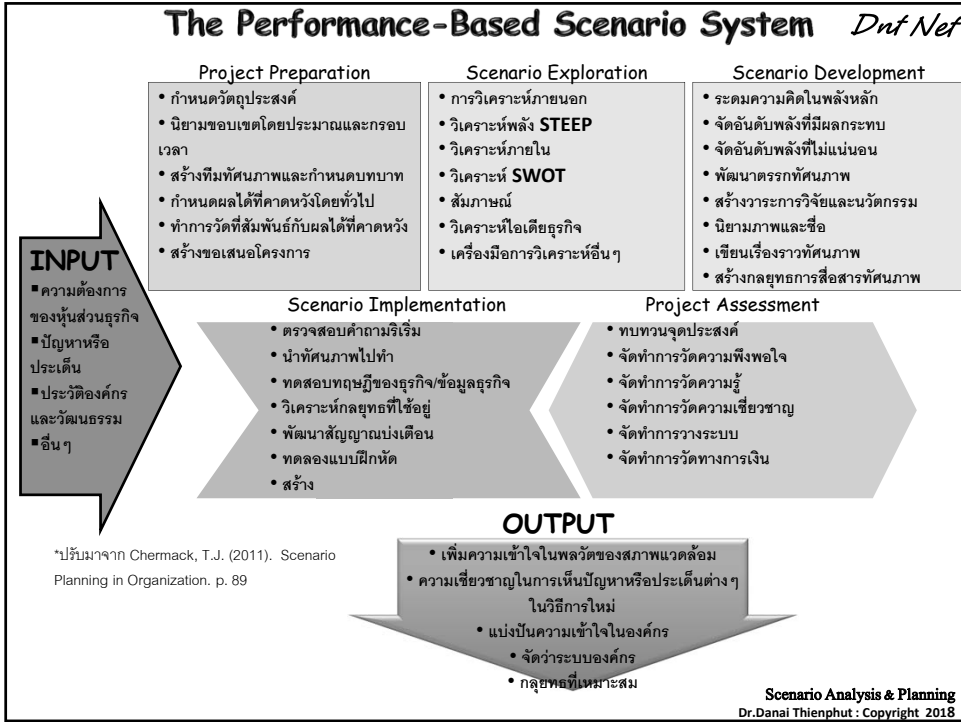 The Performance-Based Scenario System
Dnt Net
Project Preparation
• กำหนดวัตถุประสงค์
• นิยามขอบเขตโดยประมาณและกรอบ
เวลา
• สร้างทีมทัศนภาพและกำหนดบทบาท
• กำหนดผลได้ที่คาดหวังโดยทั่วไป
• ทำการวัดที่สัมพันธ์กับผลได้ที่คาดหวัง
• สร้างขอเสนอโครงการ
Scenario Exploration
• การวิเคราะห์ภายนอก
• วิเคราะห์พลัง STEEP
• วิเคราะห์ภายใน
• วิเคราะห์ SWOT
• สัมภาษณ์
• วิเคราะห์ไอเดียธุรกิจ
• เครื่องมือการวิเคราะห์อื่นๆ
Scenario Development
• ระดมความคิดในพลังหลัก
• จัดอันดับพลังที่มีผลกระทบ
• จัดอันดับพลังที่ไม่แน่นอน
• พัฒนาตรรกทัศนภาพ
• สร้างวาระการวิจัยและนวัตกรรม
• นิยามภาพและชื่อ
• เขียนเรื่องราวทัศนภาพ
• สร้างกลยุทธการสื่อสารทัศนภาพ
INPUT
▪ความต้องการ
ของหุ้นส่วนธุรกิจ
▪ปัญหาหรือ
ประเด็น
▪ประวัติองค์กร
และวัฒนธรรม
▪อื่นๆ
Scenario Implementation
• ตรวจสอบคำถามริเริ่ม
• นำทัศนภาพไปทำ
• ทดสอบทฤษฎีของธุรกิจ/ข้อมูลธุรกิจ
• วิเคราะห์กลยุทธที่ใช้อยู่
• พัฒนาสัญญาณบ่งเตือน
• ทดลองแบบฝึกหัด
• สร้าง
Project Assessment
• ทบทวนจุดประสงค์
• จัดทำการวัดความพึงพอใจ
• จัดทำการวัดความรู้
• จัดทำการวัดความเชี่ยวชาญ
• จัดทำการวางระบบ
• จัดทำการวัดทางการเงิน
OUTPUT
• เพิ่มความเข้าใจในพลวัตของสภาพแวดล้อม
• ความเชี่ยวชาญในการเห็นปัญหาหรือประเด็นต่างๆ
ในวิธีการใหม่
• แบ่งปันความเข้าใจในองค์กร
• จัดว่าระบบองค์กร
• กลุยทธที่เหมาะสม
*ปรับมาจาก Chermack, T.J. (2011). Scenario
Planning in Organization. p. 89
Scenario Analysis & Planning
Dr.Danai Thienphut : Copyright 2018